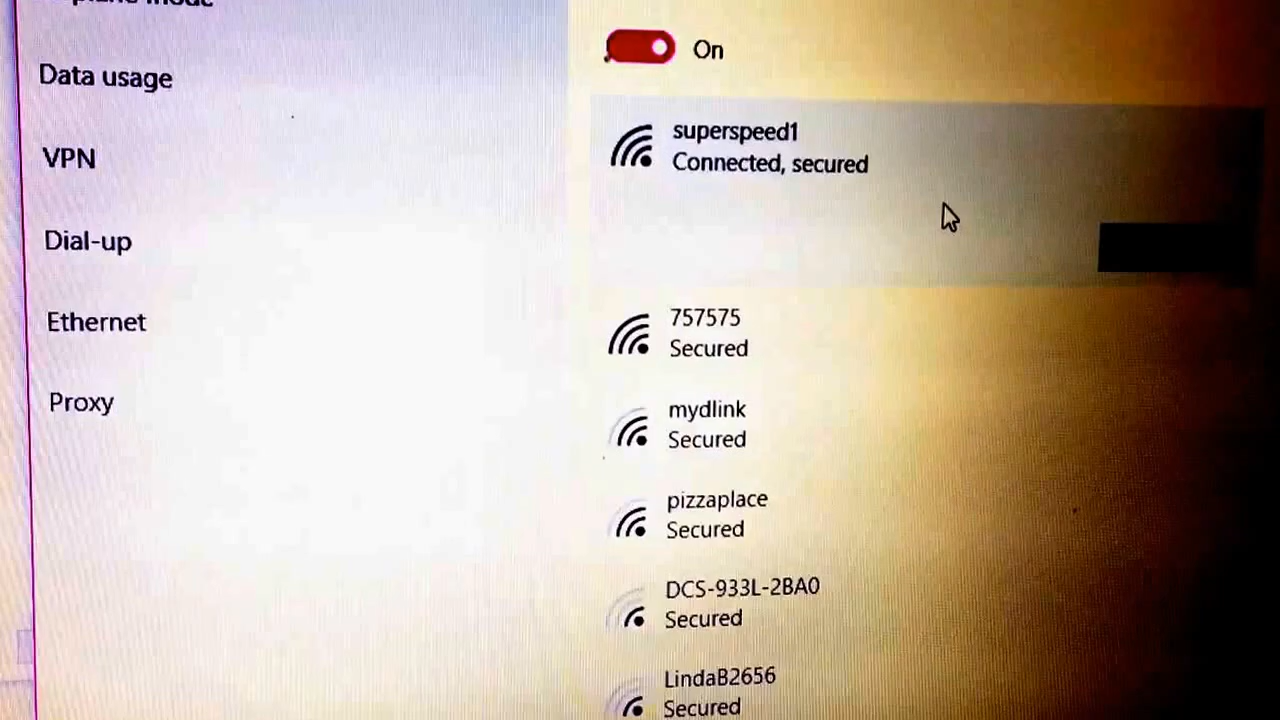 Data usage
VPN
Dial-up
Ethernet
Proxy
On
superspeed1
Connected, secured
757575
Secured
mydlink
Secured
pizzaplace
Secured
DCS-933L-2BA0
Secured
LindaB2656
Secured